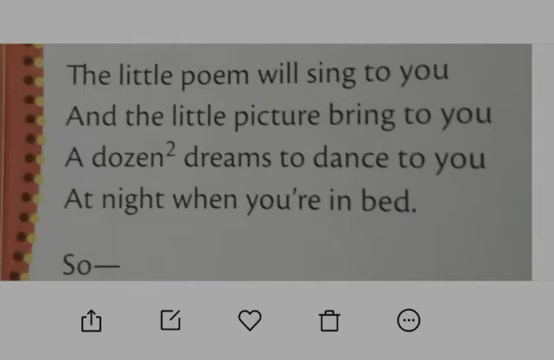 The little poem will sing to you
And the little picture bring to you
A dozen² dreams to dance to you
At night when you're in bed.
So—